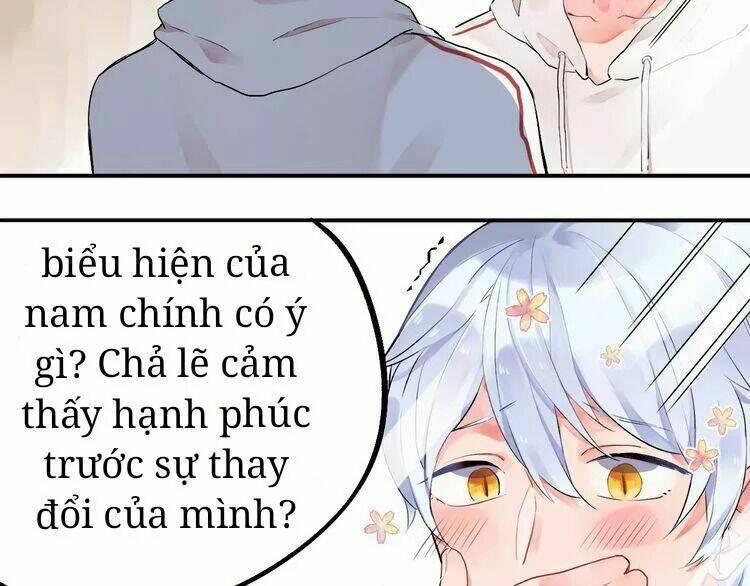 biểu hiện của
nam chính có ý
gì? Chả lẽ cảm
thấy hạnh phúc
trước sự thay
đổi của mình?